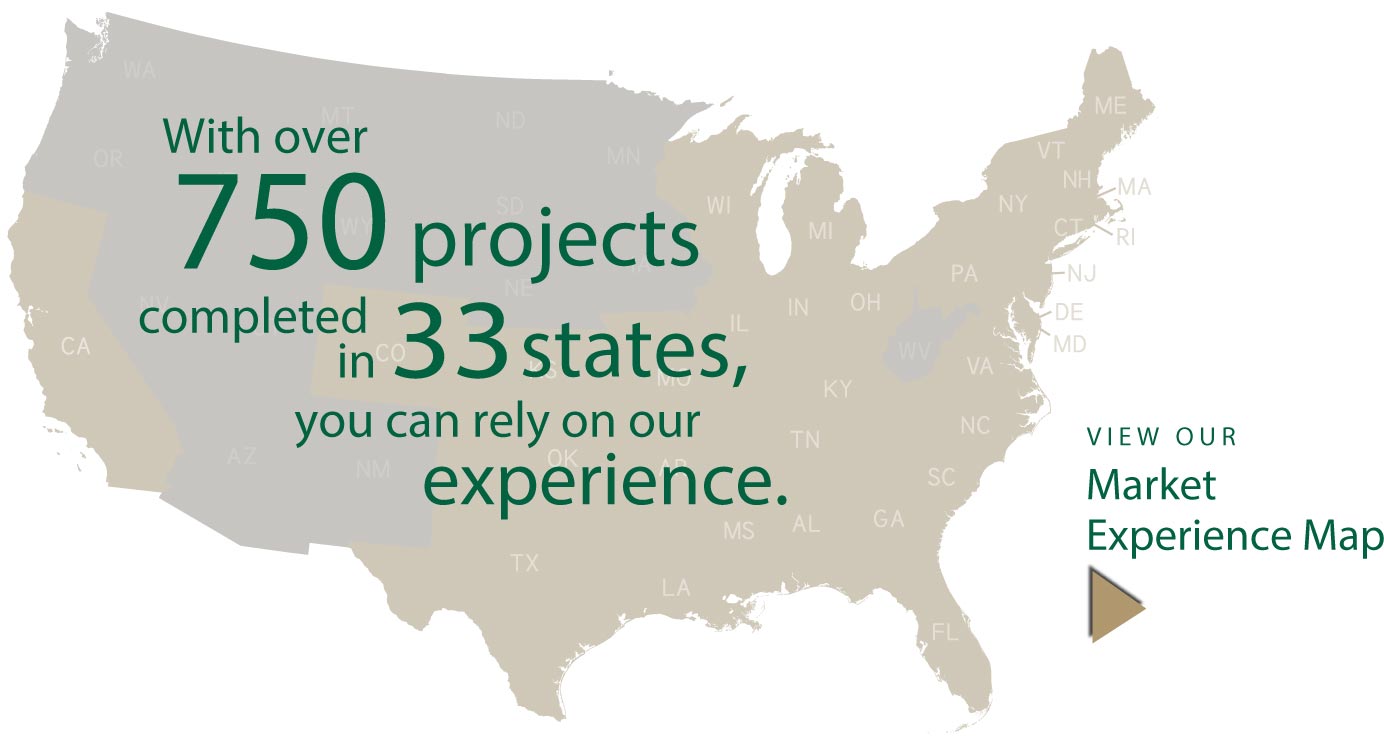 With over
750 projects
completed
in 33 states,
you can rely on our
experience.
VIEW OUR
Market
Experience Map
WA
MT
ND
OR
MN
SD
WY
IA
NE
NV
CA
CO
KS
MO
AZ
NM
OK
AR
TX
LA
MS
AL
GA
FL
SC
NC
TN
KY
VA
WV
IL
IN
OH
WI
MI
PA
NY
VT
NH
ME
MA
CT
RI
NJ
DE
MD